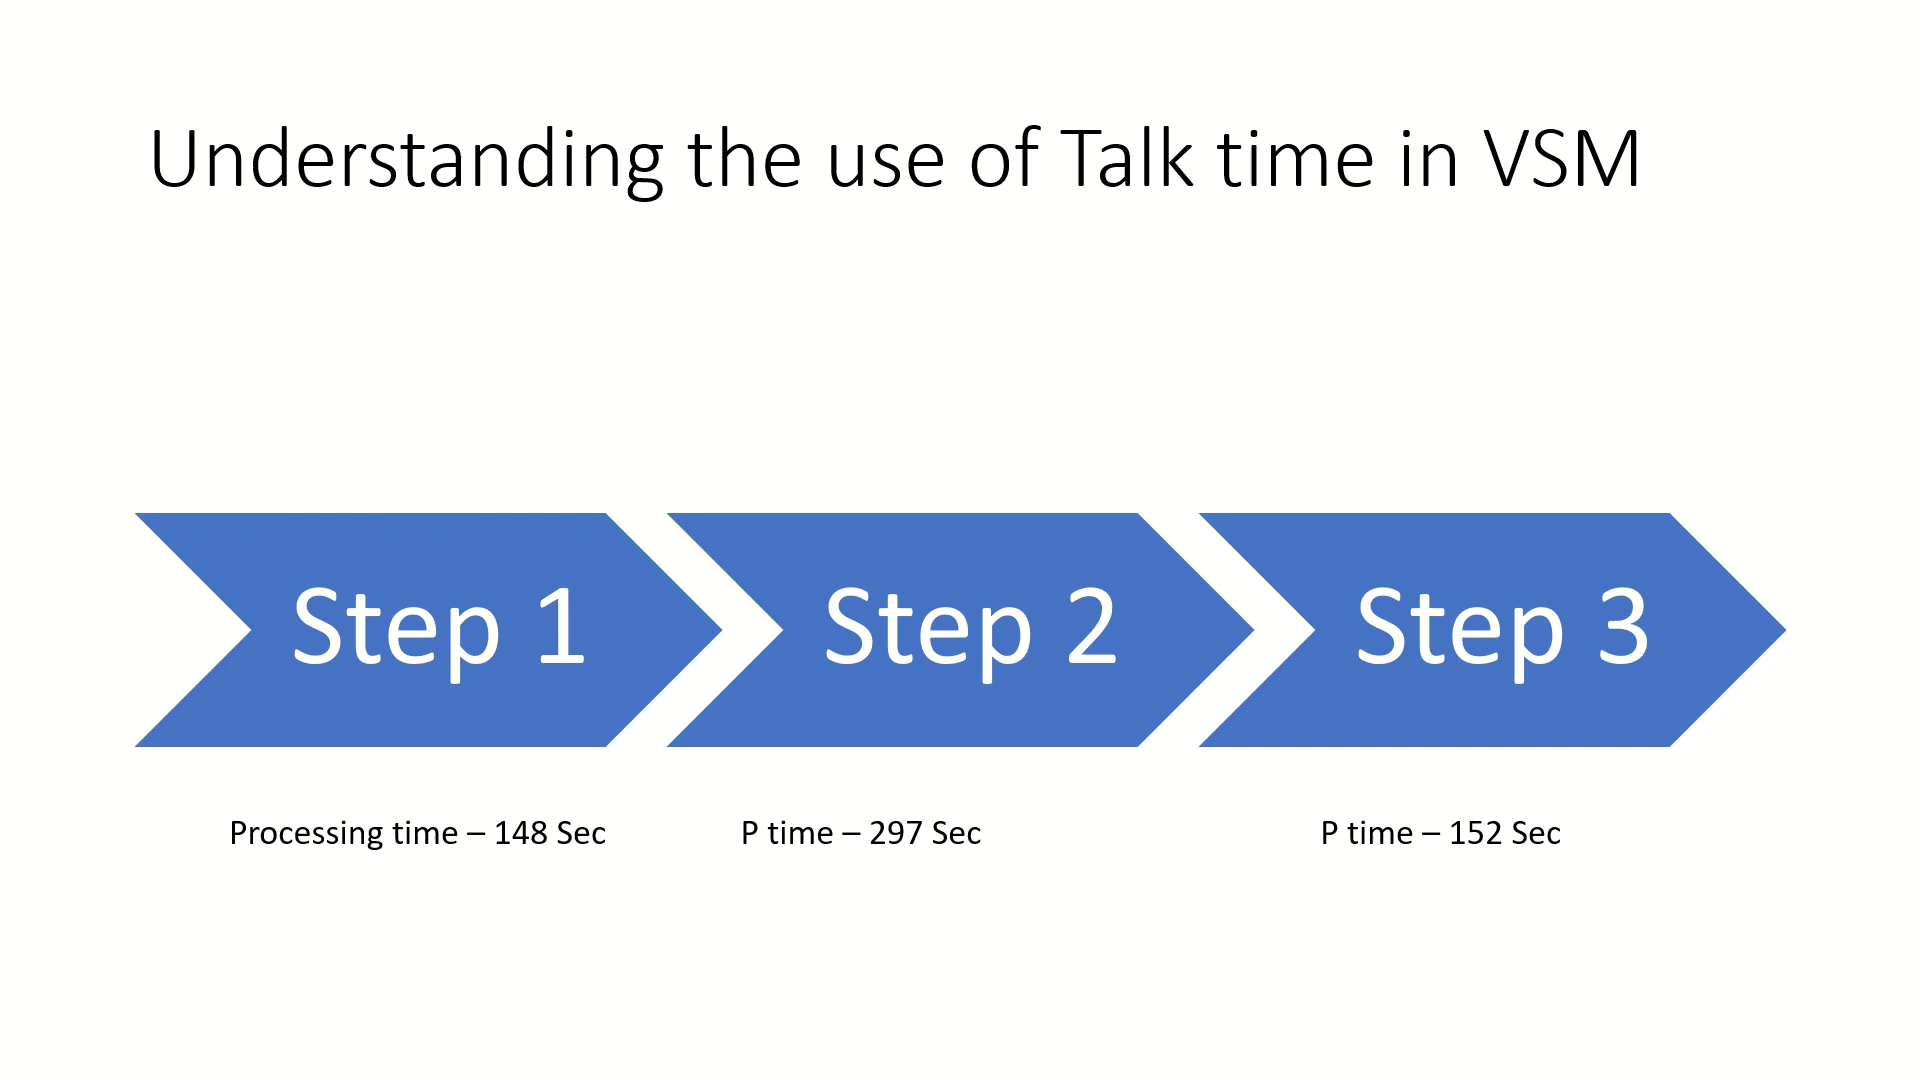 Understanding the use of Talk time in VSM
Step 1
Step 2
Step 3
Processing time – 148 Sec
P time – 297 Sec
P time – 152 Sec